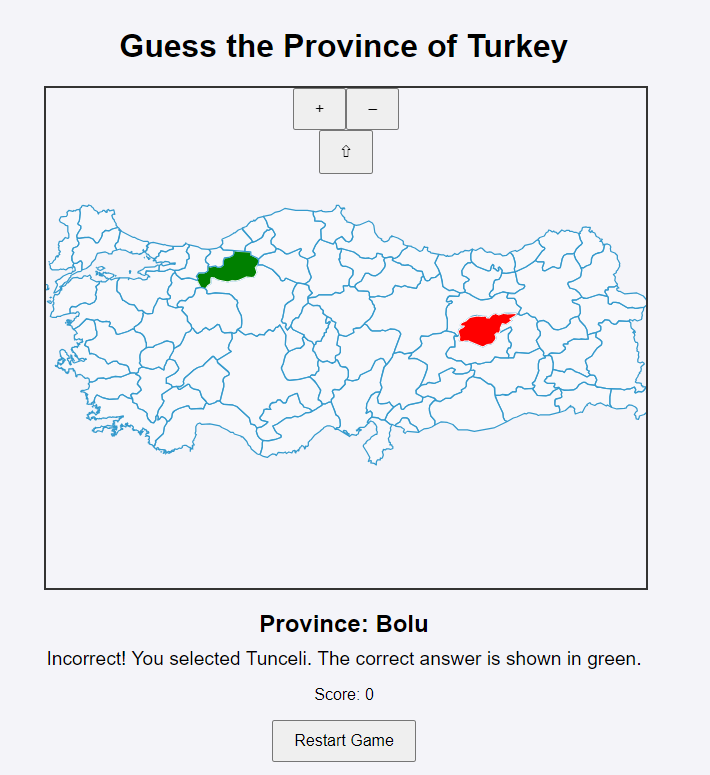 Guess the Province of Turkey
+ –
⇧
Province: Bolu
Incorrect! You selected Tunceli. The correct answer is shown in green.
Score: 0
Restart Game